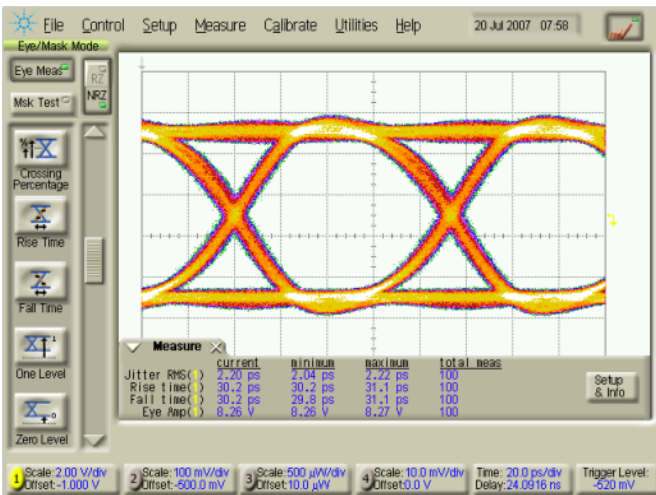 File Control Setup Measure Calibrate Utilities Help 20 Jul 2007 07:58
Eye/Mask Mode
Eye Meas
RZ
Msk Test
NRZ
Crossing
Percentage
Rise Time
Fall Time
One Level
Zero Level
Measure
current minimum maximum total meas
Jitter RMS(1) 2.20 ps 2.04 ps 2.22 ps 100
Rise time(1) 30.2 ps 30.2 ps 31.1 ps 100
Fall time(1) 30.2 ps 29.8 ps 31.1 ps 100
Eye Amp(1) 8.26 V 8.26 V 8.27 V 100
Setup
& Info
1 Scale:2.00 V/div
Offset:-1.000 V
2 Scale:100 mV/div
Offset:-500.0 mV
3 Scale:500 µW/div
Offset:10.0 µW
4 Scale:10.0 mV/div
Offset:0.0 V
Time: 20.0 ps/div
Delay:24.0916 ns
Trigger Level:
-520 mV